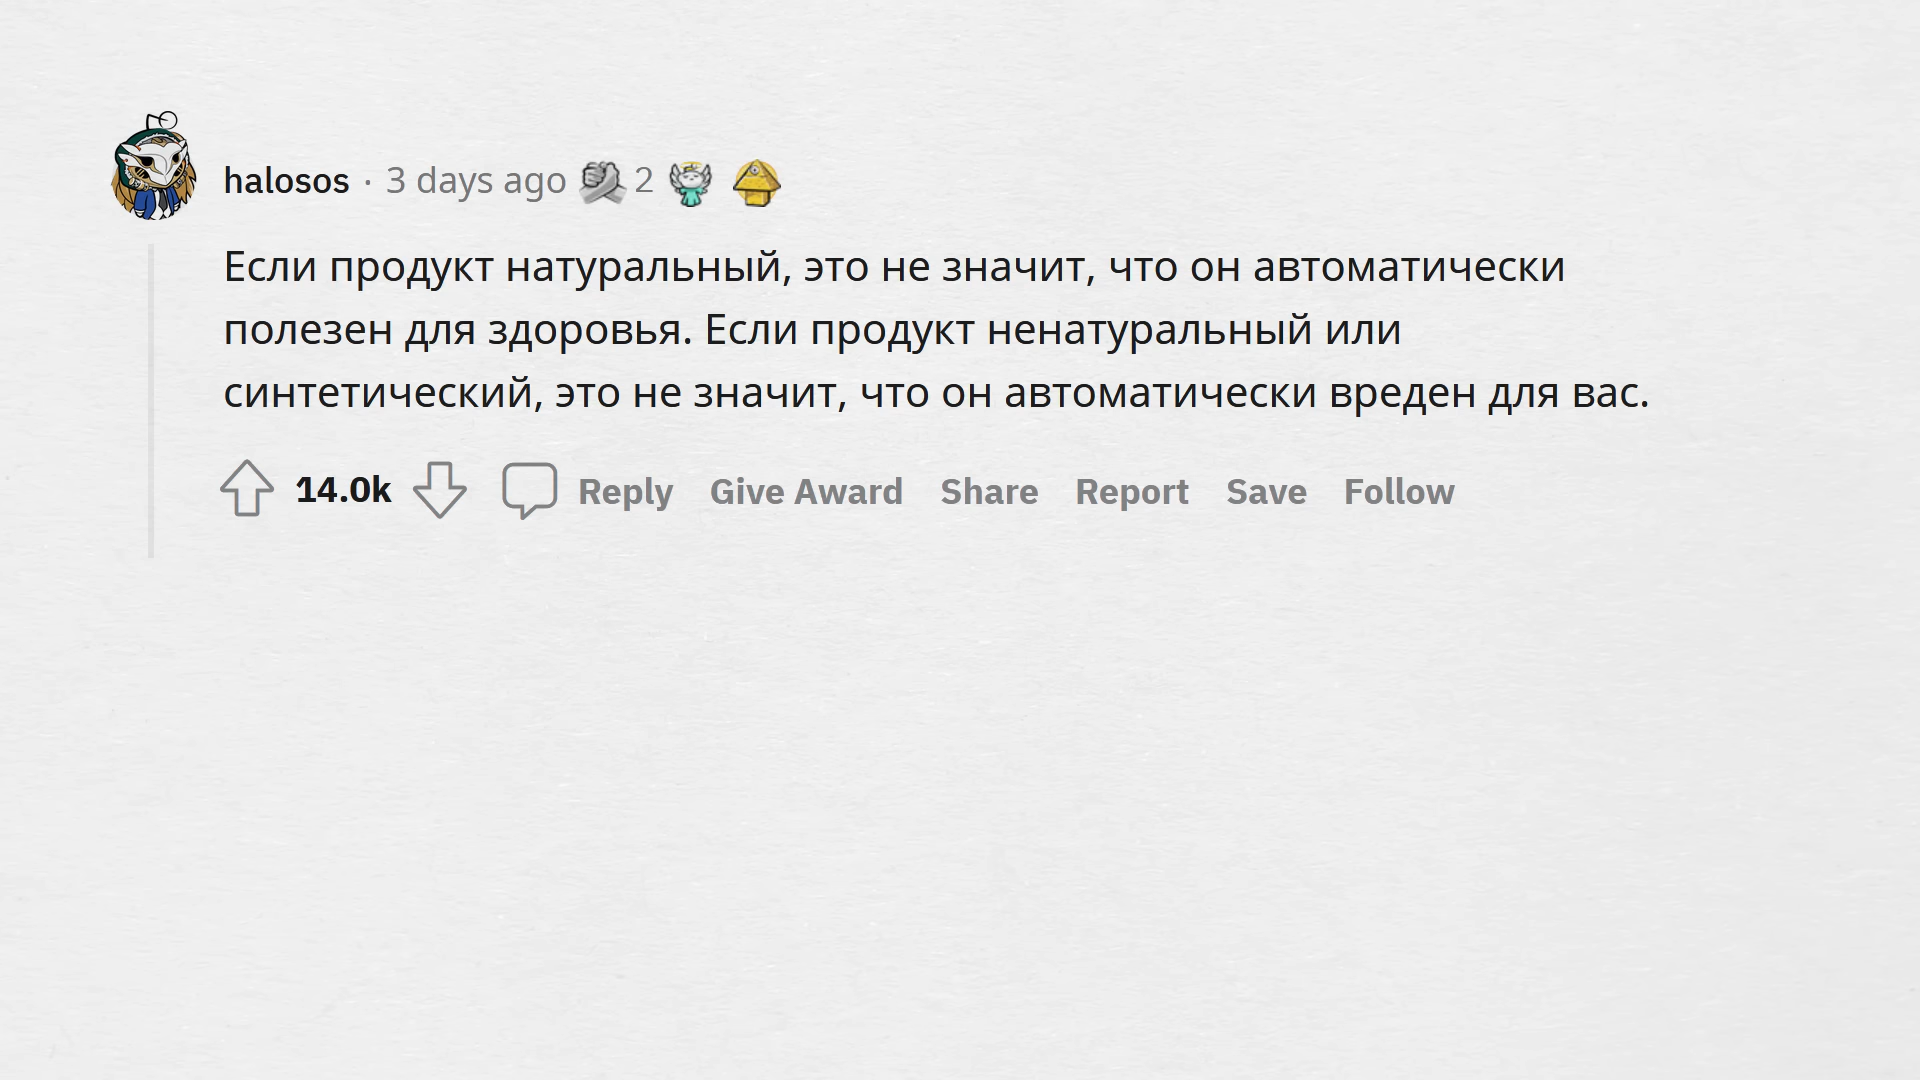 halosos · 3 days ago 2
Если продукт натуральный, это не значит, что он автоматически
полезен для здоровья. Если продукт ненатуральный или
синтетический, это не значит, что он автоматически вреден для вас.
14.0k Reply Give Award Share Report Save Follow